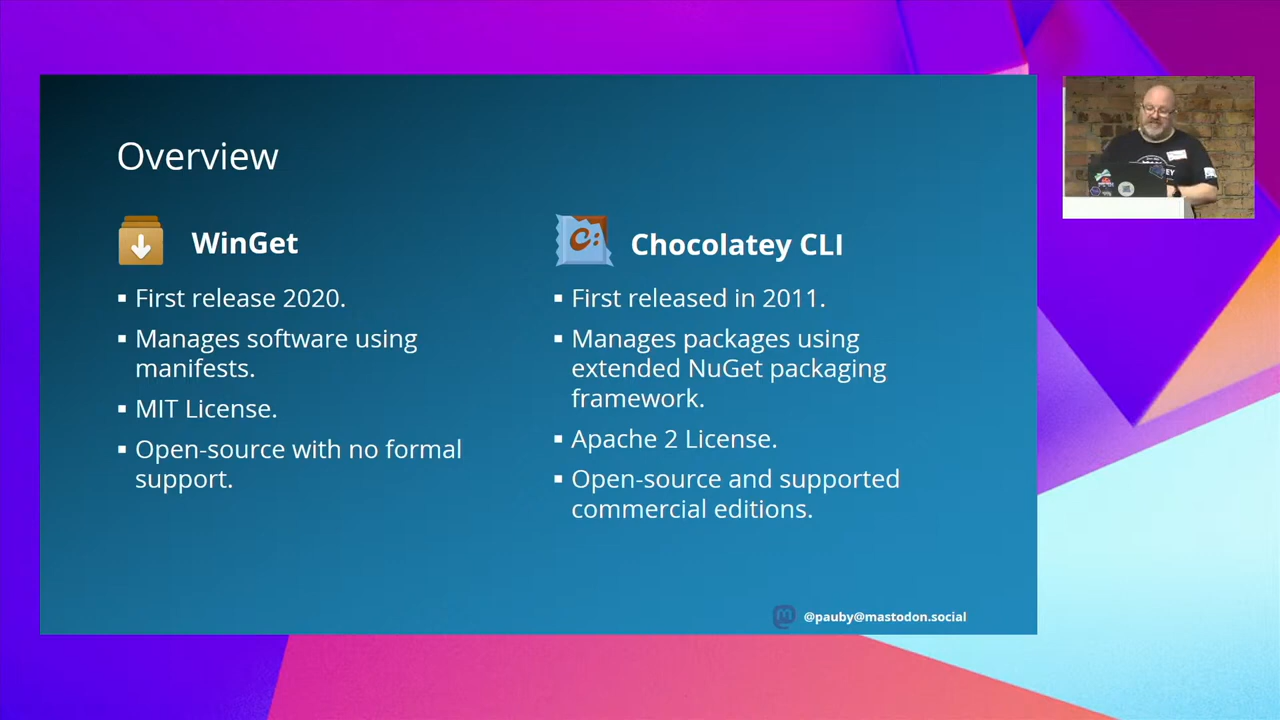 Overview
WinGet
First release 2020.
Manages software using
manifests.
MIT License.
Open-source with no formal
support.
C:
Chocolatey CLI
First released in 2011.
Manages packages using
extended NuGet packaging
framework.
Apache 2 License.
Open-source and supported
commercial editions.
@pauby@mastodon.social